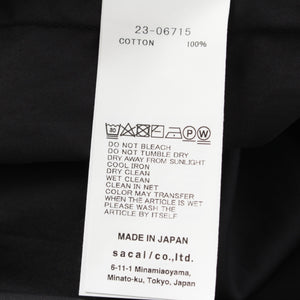 23-06715
COTTON 100%
P W
DO NOT BLEACH
DO NOT TUMBLE DRY
DRY AWAY FROM SUNLIGHT
COOL IRON
DRY CLEAN
WET CLEAN
CLEAN IN NET
COLOR MAY TRANSFER
WHEN THE ARTICLE IS WET
PLEASE WASH THE
ARTICLE BY ITSELF
MADE IN JAPAN
sacai co.,ltd.
6-11-1 Minamiaoyama,
Minato-ku, Tokyo, Japan